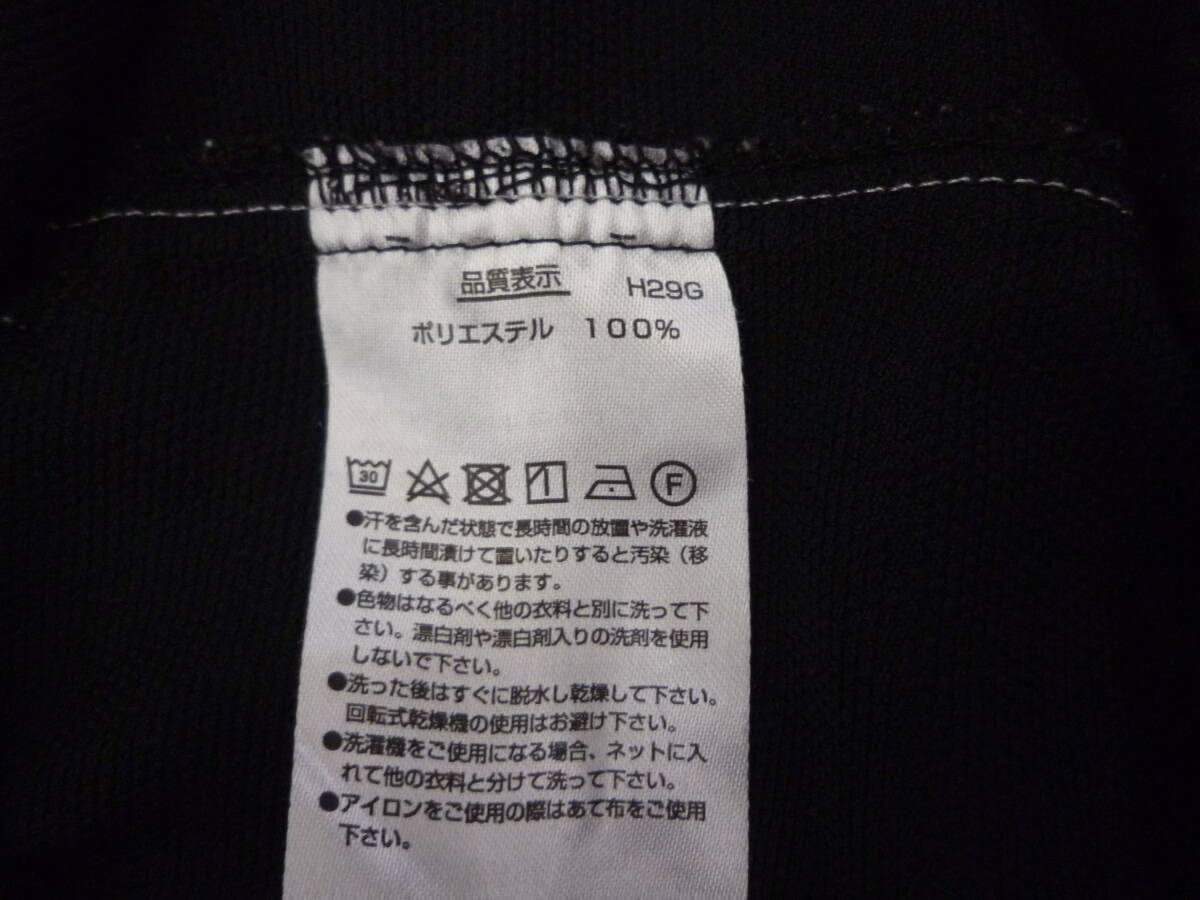 品質表示 H29G
ポリエステル 100%
30 F
●汗を含んだ状態で長時間の放置や洗濯液
に長時間漬けて置いたりすると汚染（移
染）する事があります。
●色物はなるべく他の衣料と別に洗って下
さい。漂白剤や漂白剤入りの洗剤を使用
しないで下さい。
●洗った後はすぐに脱水し乾燥して下さい。
回転式乾燥機の使用はお避け下さい。
●洗濯機をご使用になる場合、ネットに入
れて他の衣料と分けて洗って下さい。
●アイロンをご使用の際はあて布をご使用
下さい。